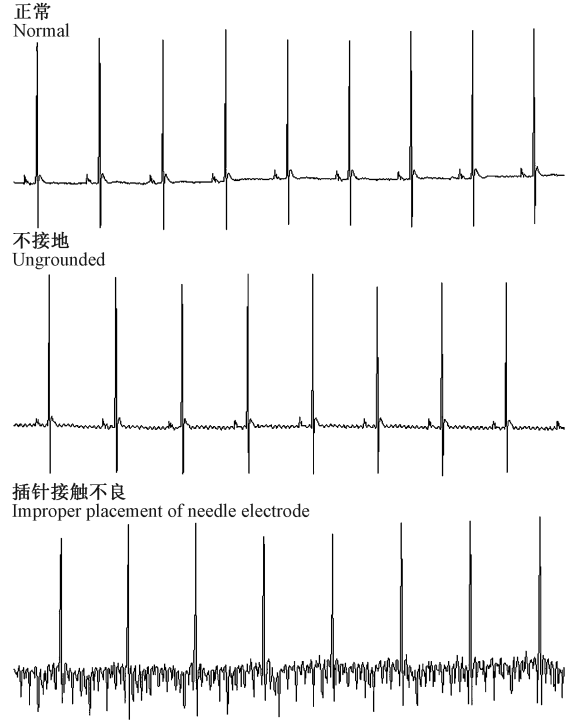 正常
Normal
不接地
Ungrounded
插针接触不良
Improper placement of needle electrode